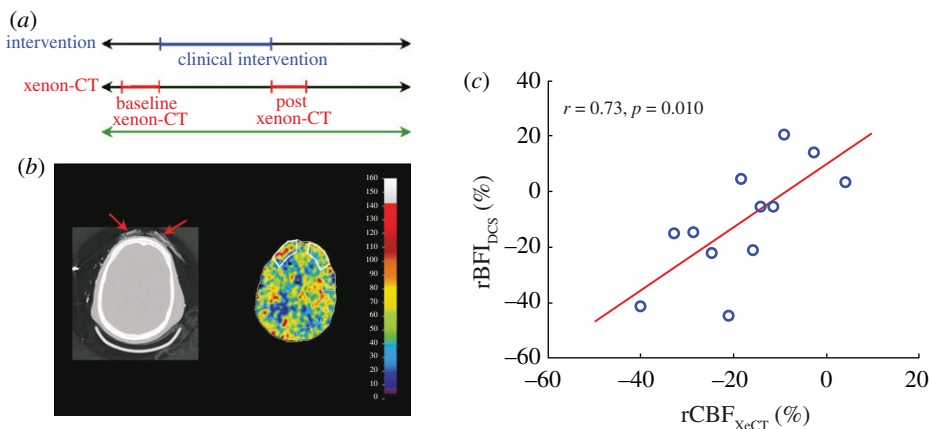 (a)
intervention
clinical intervention
xenon-CT
baseline
xenon-CT
post
xenon-CT
(b)
160
150
140
130
120
110
100
90
80
70
60
50
40
30
20
10
0
(c)
r = 0.73, p = 0.010
20
0
−20
−40
−60
rBFI_DCS (%)
−60
−40
−20
0
20
rCBF_XeCT (%)